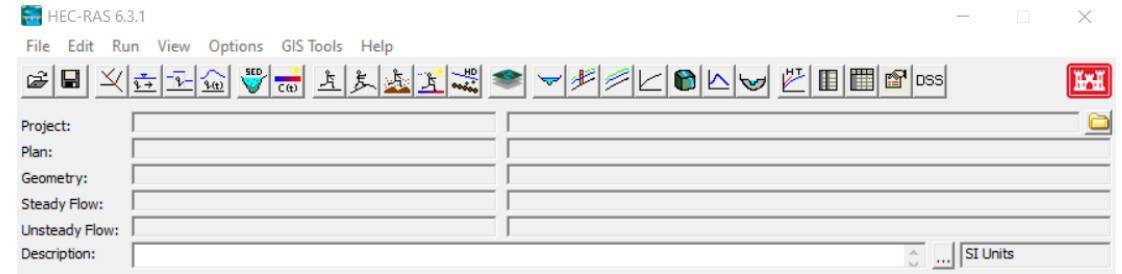 HEC-RAS 6.3.1
File Edit Run View Options GIS Tools Help
SED C(t) HD HT DSS
Project:
Plan:
Geometry:
Steady Flow:
Unsteady Flow:
Description: ... SI Units